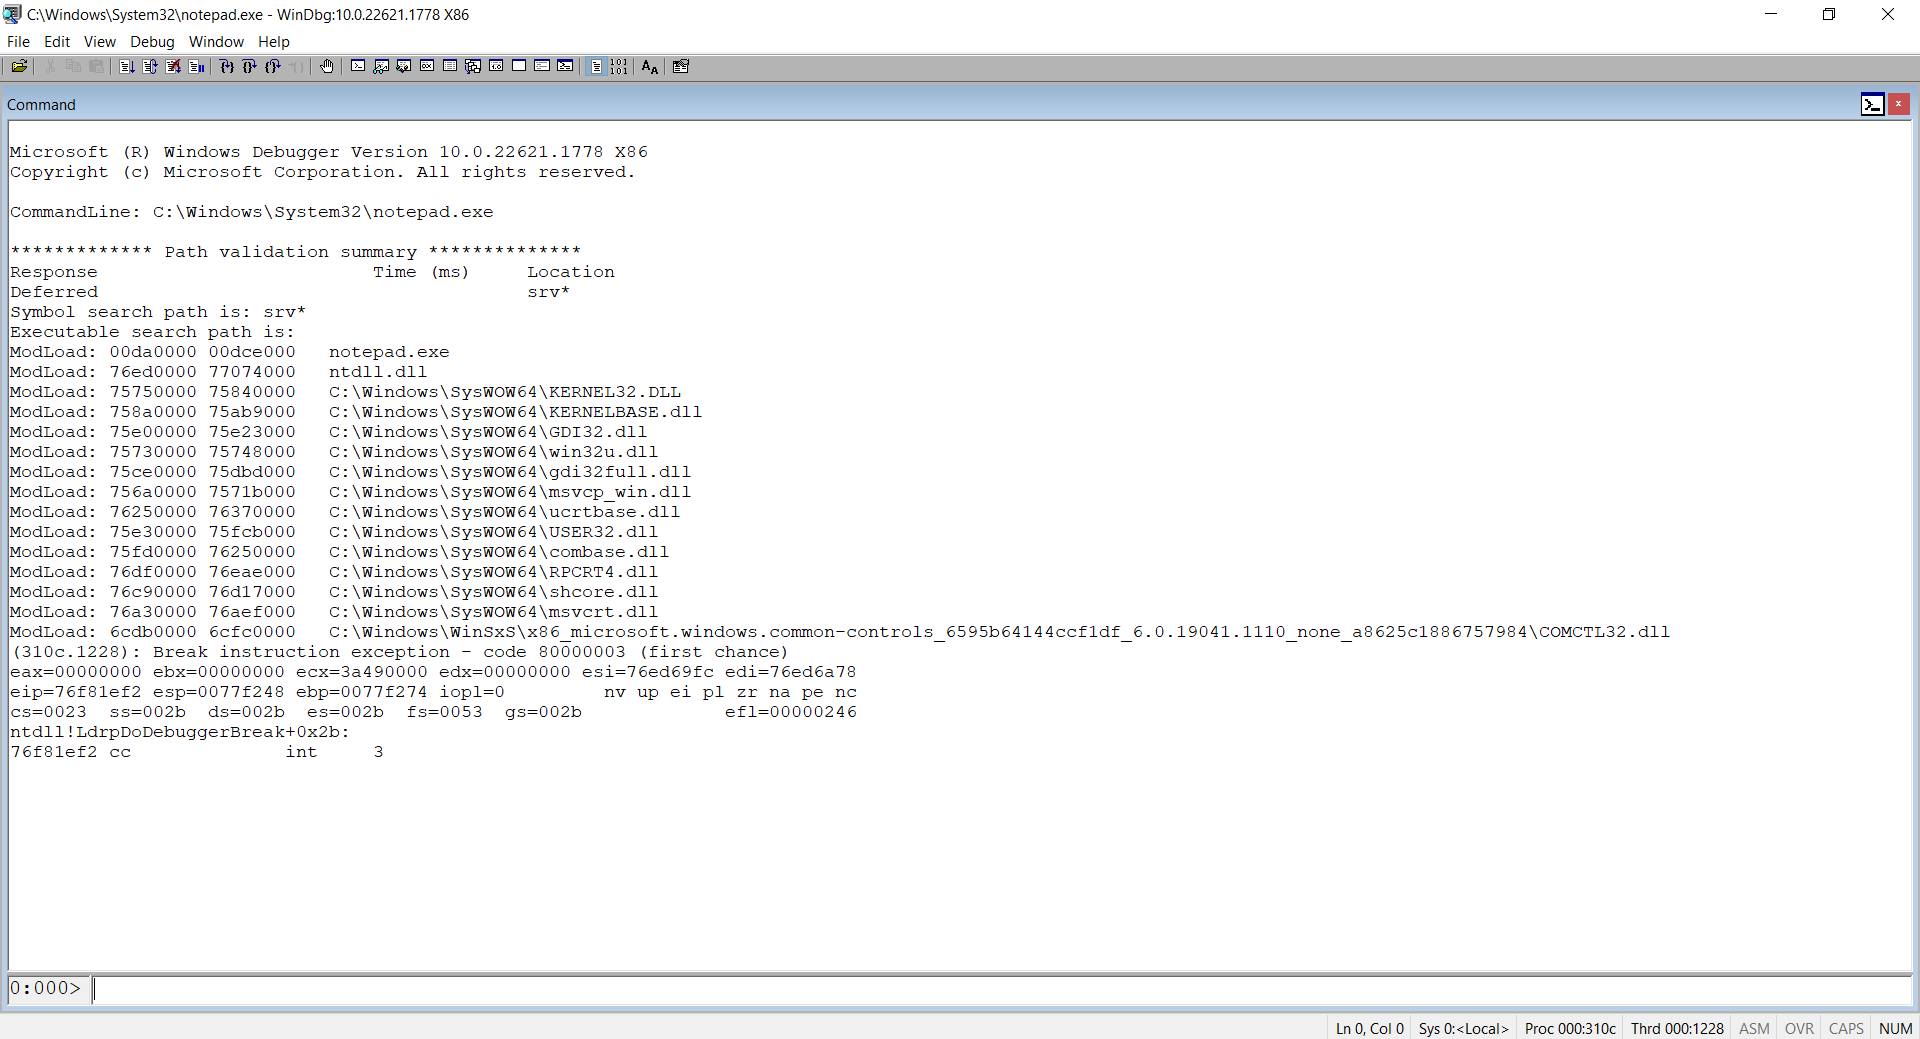 C:\Windows\System32\notepad.exe - WinDbg:10.0.22621.1778 X86
File Edit View Debug Window Help
Command
Microsoft (R) Windows Debugger Version 10.0.22621.1778 X86
Copyright (c) Microsoft Corporation. All rights reserved.
CommandLine: C:\Windows\System32\notepad.exe
************* Path validation summary **************
Response                         Time (ms)     Location
Deferred                                       srv*
Symbol search path is: srv*
Executable search path is:
ModLoad: 00da0000 00dce000   notepad.exe
ModLoad: 76ed0000 77074000   ntdll.dll
ModLoad: 75750000 75840000   C:\Windows\SysWOW64\KERNEL32.DLL
ModLoad: 758a0000 75ab9000   C:\Windows\SysWOW64\KERNELBASE.dll
ModLoad: 75e00000 75e23000   C:\Windows\SysWOW64\GDI32.dll
ModLoad: 75730000 75748000   C:\Windows\SysWOW64\win32u.dll
ModLoad: 75ce0000 75dbd000   C:\Windows\SysWOW64\gdi32full.dll
ModLoad: 756a0000 7571b000   C:\Windows\SysWOW64\msvcp_win.dll
ModLoad: 76250000 76370000   C:\Windows\SysWOW64\ucrtbase.dll
ModLoad: 75e30000 75fcb000   C:\Windows\SysWOW64\USER32.dll
ModLoad: 75fd0000 76250000   C:\Windows\SysWOW64\combase.dll
ModLoad: 76df0000 76eae000   C:\Windows\SysWOW64\RPCRT4.dll
ModLoad: 76c90000 76d17000   C:\Windows\SysWOW64\shcore.dll
ModLoad: 76a30000 76aef000   C:\Windows\SysWOW64\msvcrt.dll
ModLoad: 6cdb0000 6cfc0000   C:\Windows\WinSxS\x86_microsoft.windows.common-controls_6595b64144ccf1df_6.0.19041.1110_none_a8625c1886757984\COMCTL32.dll
(310c.1228): Break instruction exception - code 80000003 (first chance)
eax=00000000 ebx=00000000 ecx=3a490000 edx=00000000 esi=76ed69fc edi=76ed6a78
eip=76f81ef2 esp=0077f248 ebp=0077f274 iopl=0         nv up ei pl zr na pe nc
cs=0023  ss=002b  ds=002b  es=002b  fs=0053  gs=002b             efl=00000246
ntdll!LdrpDoDebuggerBreak+0x2b:
76f81ef2 cc              int     3
0:000>
Ln 0, Col 0 Sys 0:<Local> Proc 000:310c Thrd 000:1228 ASM OVR CAPS NUM